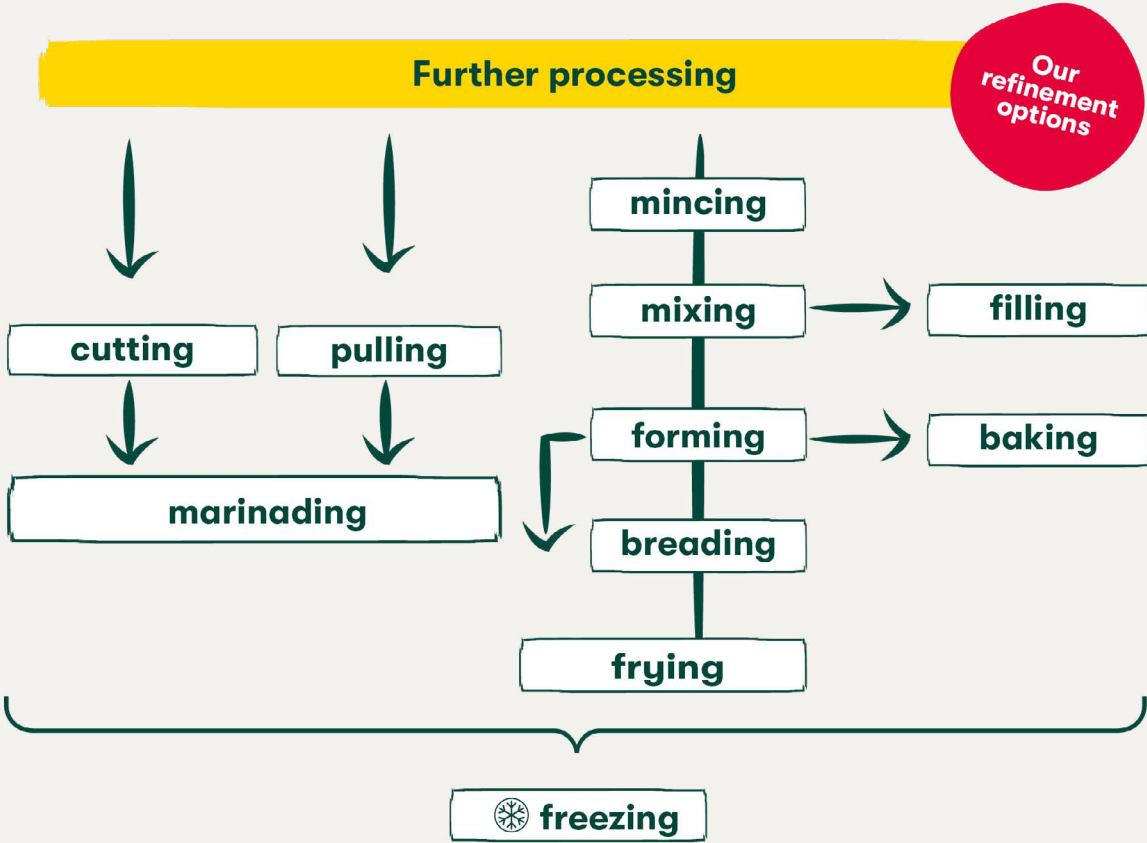 Further processing
Our
refinement
options
mincing
mixing
filling
cutting
pulling
forming
baking
marinading
breading
frying
freezing